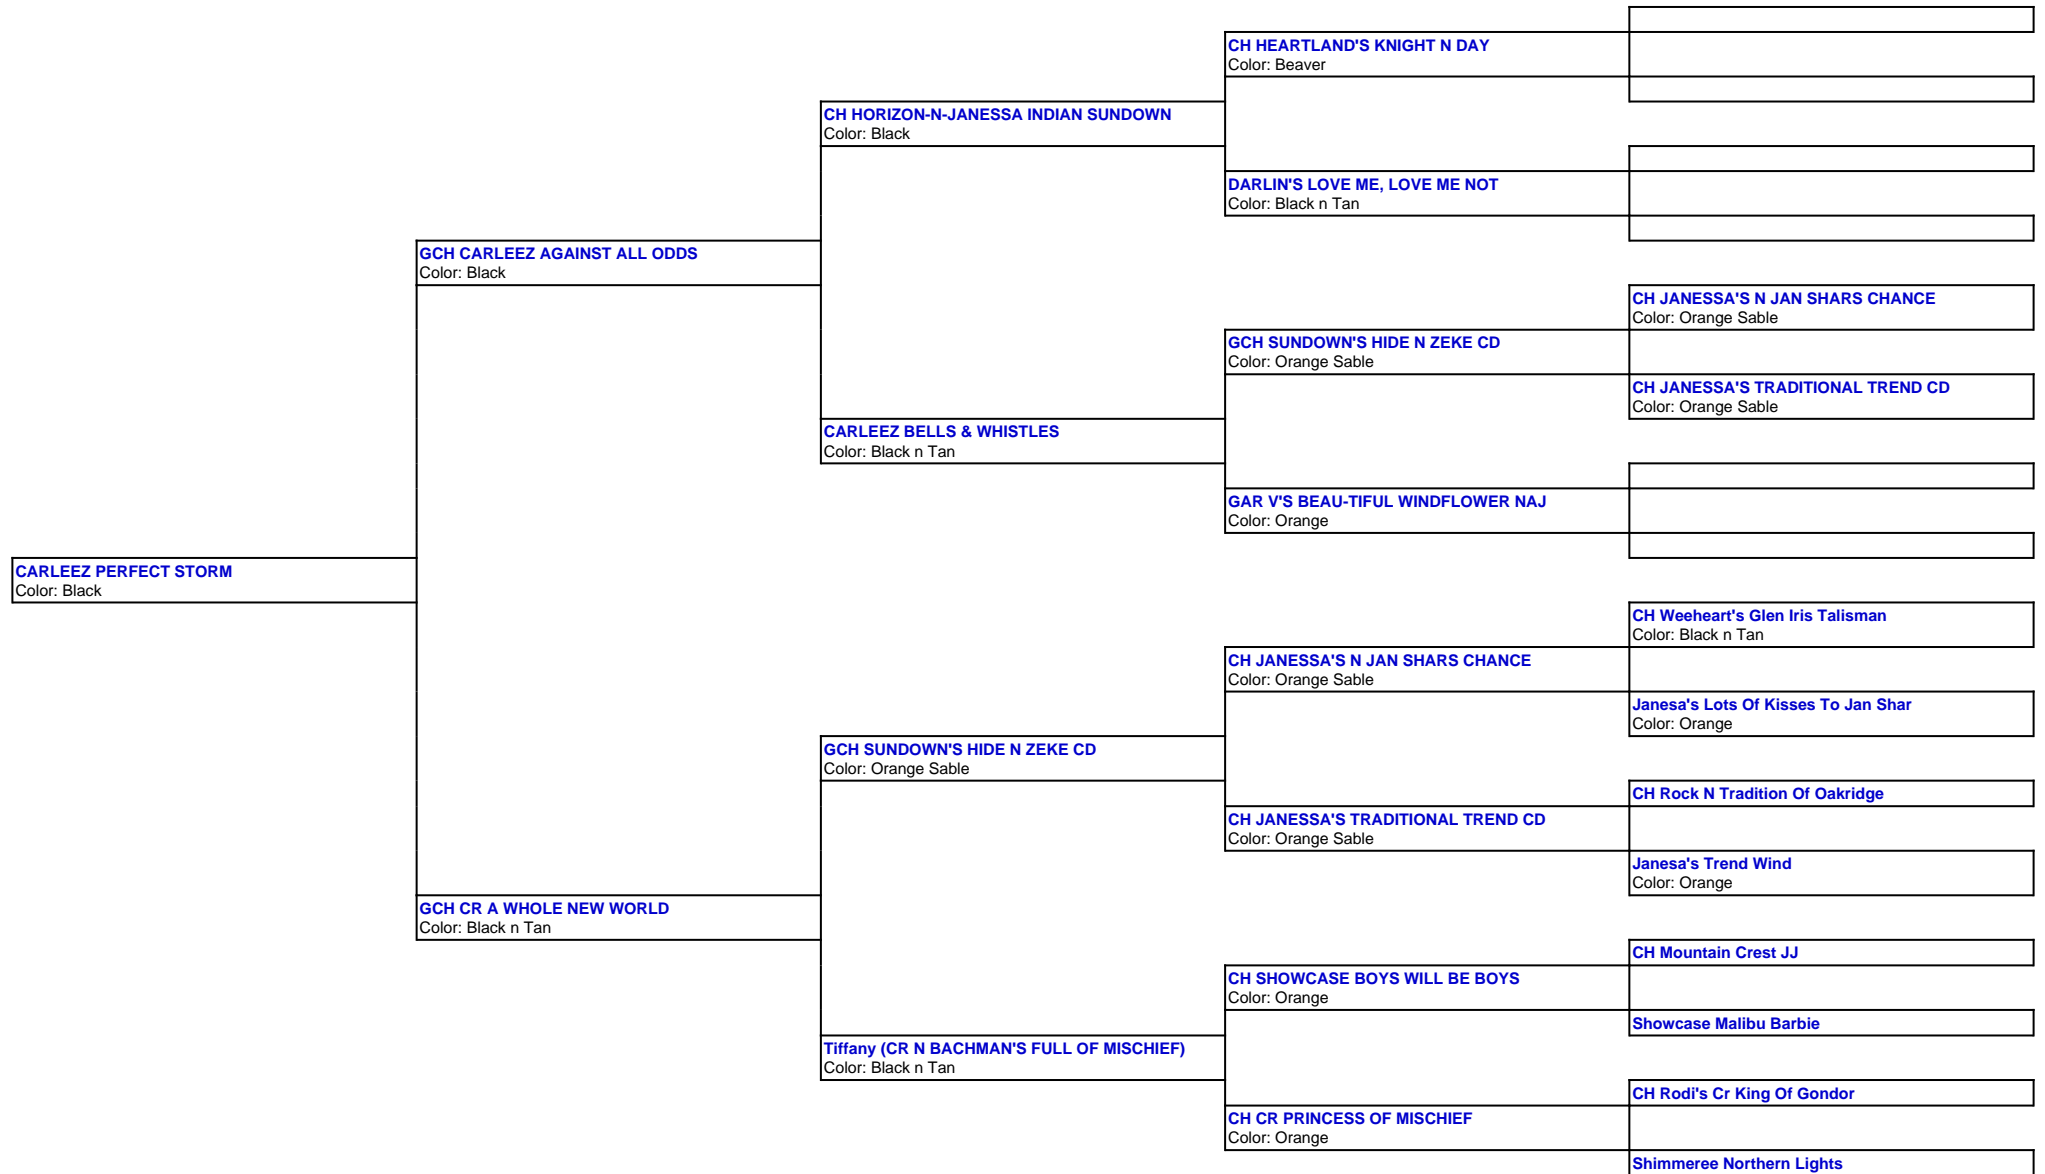 CH HEARTLAND'S KNIGHT N DAY
Color: Beaver
CH HORIZON-N-JANESSA INDIAN SUNDOWN
Color: Black
DARLIN'S LOVE ME, LOVE ME NOT
Color: Black n Tan
GCH CARLEEZ AGAINST ALL ODDS
Color: Black
CH JANESSA'S N JAN SHARS CHANCE
Color: Orange Sable
GCH SUNDOWN'S HIDE N ZEKE CD
Color: Orange Sable
CH JANESSA'S TRADITIONAL TREND CD
Color: Orange Sable
CARLEEZ BELLS & WHISTLES
Color: Black n Tan
GAR V'S BEAU-TIFUL WINDFLOWER NAJ
Color: Orange
CARLEEZ PERFECT STORM
Color: Black
CH Weeheart's Glen Iris Talisman
Color: Black n Tan
CH JANESSA'S N JAN SHARS CHANCE
Color: Orange Sable
Janesa's Lots Of Kisses To Jan Shar
Color: Orange
GCH SUNDOWN'S HIDE N ZEKE CD
Color: Orange Sable
CH Rock N Tradition Of Oakridge
CH JANESSA'S TRADITIONAL TREND CD
Color: Orange Sable
Janesa's Trend Wind
Color: Orange
GCH CR A WHOLE NEW WORLD
Color: Black n Tan
CH Mountain Crest JJ
CH SHOWCASE BOYS WILL BE BOYS
Color: Orange
Showcase Malibu Barbie
Tiffany (CR N BACHMAN'S FULL OF MISCHIEF)
Color: Black n Tan
CH Rodi's Cr King Of Gondor
CH CR PRINCESS OF MISCHIEF
Color: Orange
Shimmeree Northern Lights